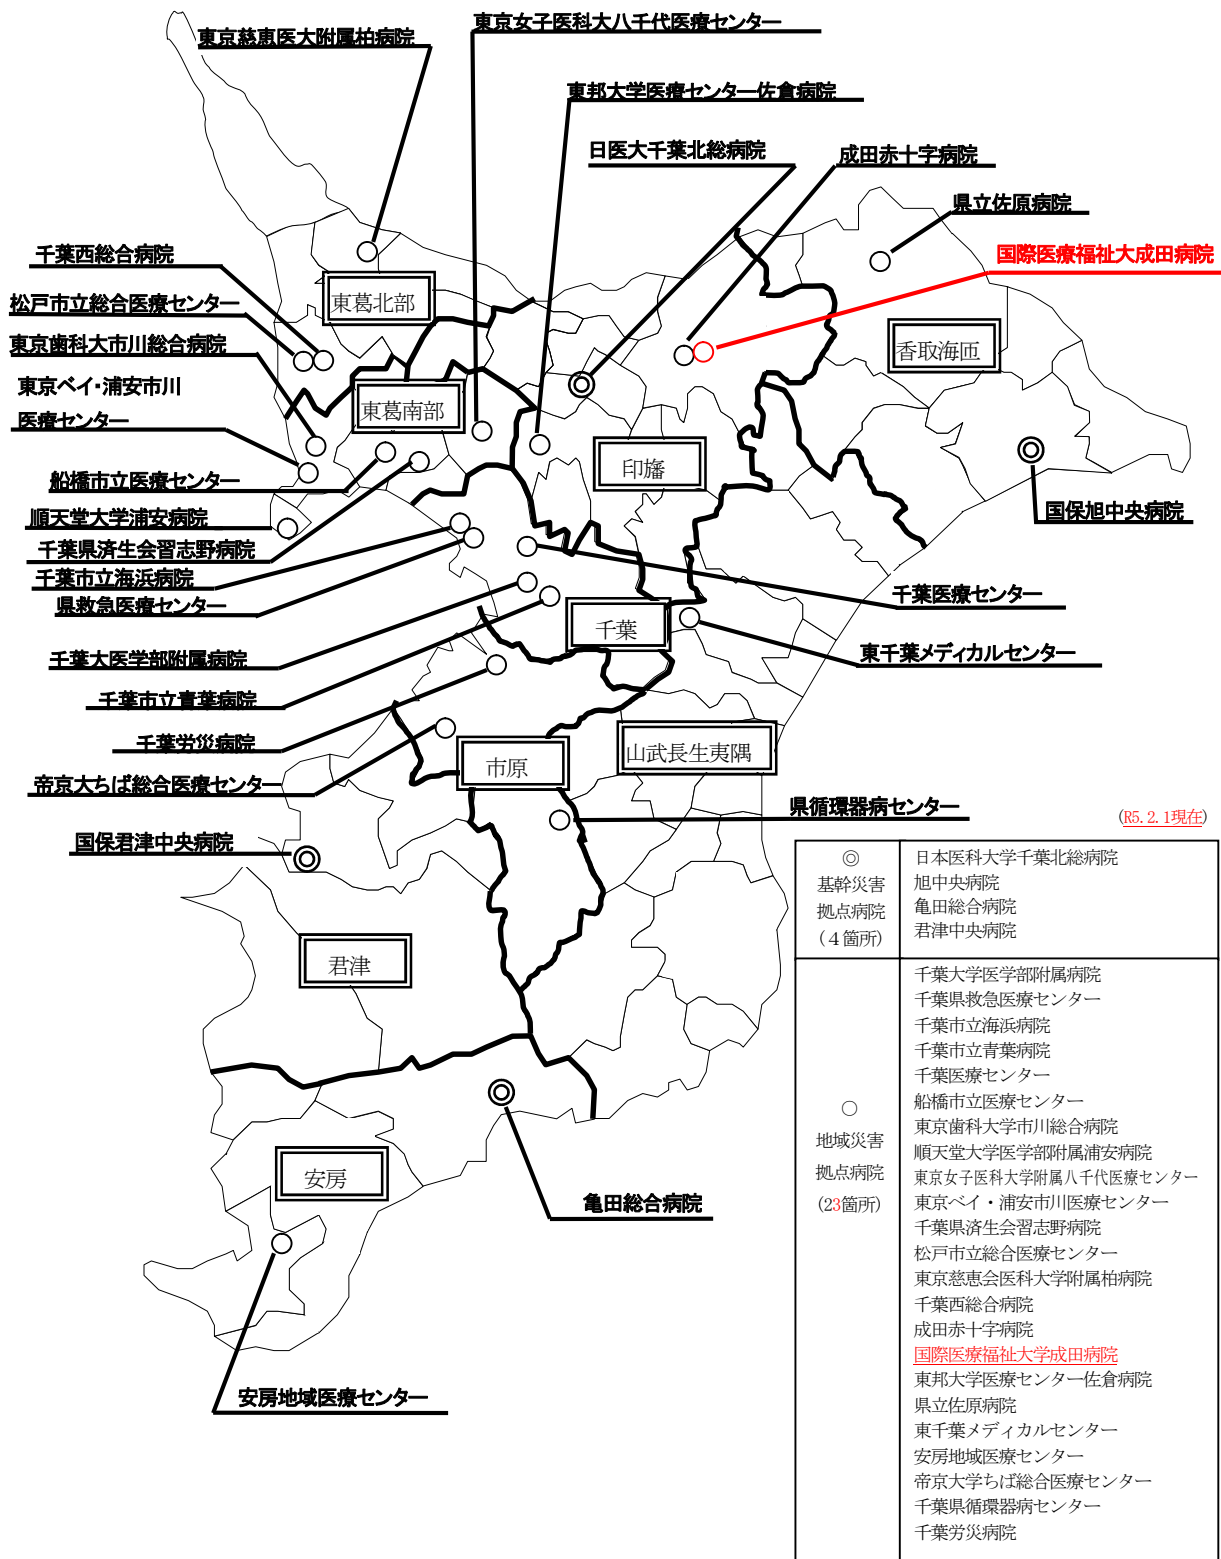 東京女子医科大八千代医療センター
東京慈恵医大附属柏病院
東邦大学医療センター佐倉病院
日医大千葉北総病院
成田赤十字病院
県立佐原病院
千葉西総合病院
国際医療福祉大成田病院
松戸市立総合医療センター
東葛北部
東京歯科大市川総合病院
香取海匝
東京ベイ・浦安市川
医療センター
東葛南部
印旛
船橋市立医療センター
順天堂大学浦安病院
国保旭中央病院
千葉県済生会習志野病院
千葉市立海浜病院
県救急医療センター
千葉医療センター
千葉
千葉大医学部附属病院
東千葉メディカルセンター
千葉市立青葉病院
千葉労災病院
山武長生夷隅
市原
帝京大ちば総合医療センター
県循環器病センター
(R5.2.1現在)
国保君津中央病院
君津
安房
亀田総合病院
安房地域医療センター
◎
基幹災害
拠点病院
(4箇所)
日本医科大学千葉北総病院
旭中央病院
亀田総合病院
君津中央病院
○
地域災害
拠点病院
(23箇所)
千葉大学医学部附属病院
千葉県救急医療センター
千葉市立海浜病院
千葉市立青葉病院
千葉医療センター
船橋市立医療センター
東京歯科大学市川総合病院
順天堂大学医学部附属浦安病院
東京女子医科大学附属八千代医療センター
東京ベイ・浦安市川医療センター
千葉県済生会習志野病院
松戸市立総合医療センター
東京慈恵会医科大学附属柏病院
千葉西総合病院
成田赤十字病院
国際医療福祉大学成田病院
東邦大学医療センター佐倉病院
県立佐原病院
東千葉メディカルセンター
安房地域医療センター
帝京大学ちば総合医療センター
千葉県循環器病センター
千葉労災病院